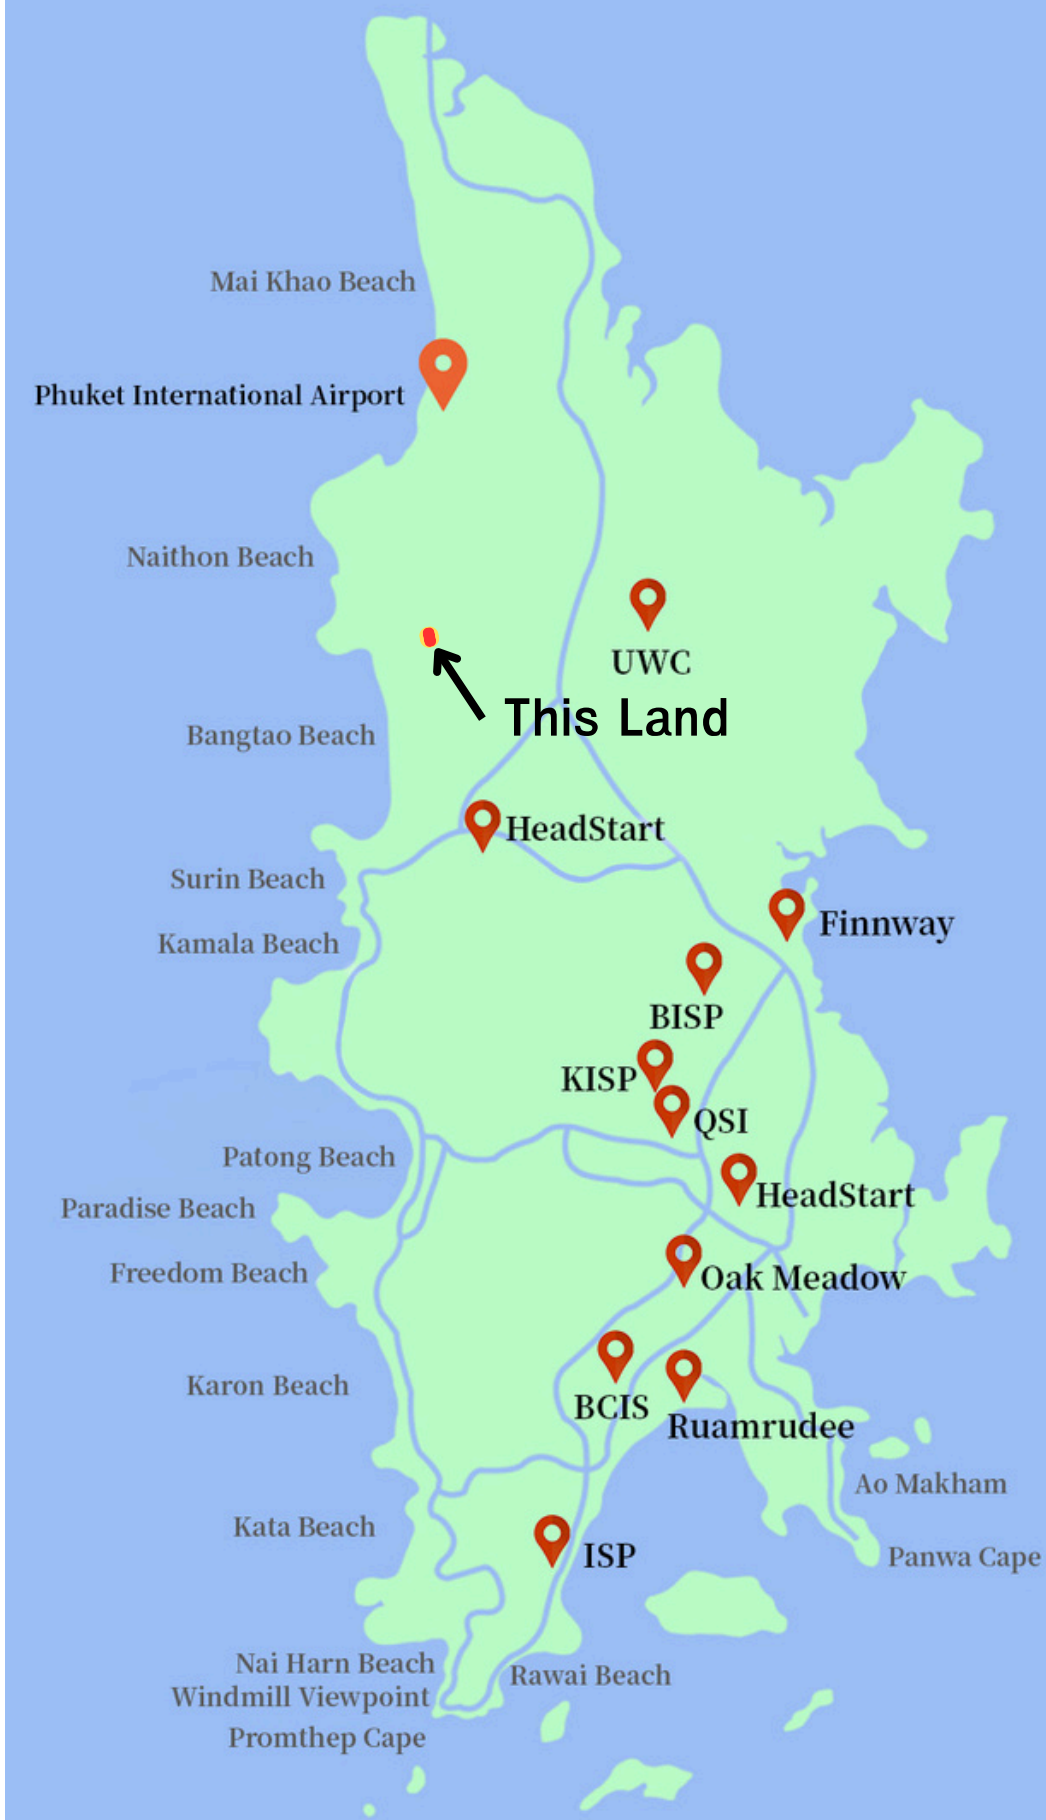 Mai Khao Beach
Phuket International Airport
Naithon Beach
UWC
This Land
Bangtao Beach
HeadStart
Surin Beach
Finnway
Kamala Beach
BISP
KISP
QSI
Patong Beach
HeadStart
Paradise Beach
Freedom Beach
Oak Meadow
Karon Beach
BCIS
Ruamrudee
Ao Makham
Kata Beach
ISP
Panwa Cape
Nai Harn Beach
Rawai Beach
Windmill Viewpoint
Promthep Cape